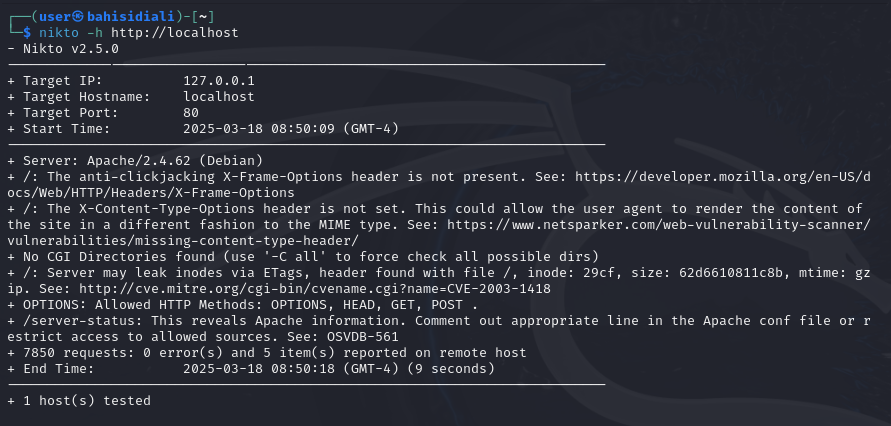 ┌──(user㉿bahisidiali)-[~]
└─$ nikto -h http://localhost
- Nikto v2.5.0
---------------------------------------------------------------------------
+ Target IP:          127.0.0.1
+ Target Hostname:    localhost
+ Target Port:        80
+ Start Time:         2025-03-18 08:50:09 (GMT-4)
---------------------------------------------------------------------------
+ Server: Apache/2.4.62 (Debian)
+ /: The anti-clickjacking X-Frame-Options header is not present. See: https://developer.mozilla.org/en-US/d
ocs/Web/HTTP/Headers/X-Frame-Options
+ /: The X-Content-Type-Options header is not set. This could allow the user agent to render the content of
the site in a different fashion to the MIME type. See: https://www.netsparker.com/web-vulnerability-scanner/
vulnerabilities/missing-content-type-header/
+ No CGI Directories found (use '-C all' to force check all possible dirs)
+ /: Server may leak inodes via ETags, header found with file /, inode: 29cf, size: 62d6610811c8b, mtime: gz
ip. See: http://cve.mitre.org/cgi-bin/cvename.cgi?name=CVE-2003-1418
+ OPTIONS: Allowed HTTP Methods: OPTIONS, HEAD, GET, POST .
+ /server-status: This reveals Apache information. Comment out appropriate line in the Apache conf file or r
estrict access to allowed sources. See: OSVDB-561
+ 7850 requests: 0 error(s) and 5 item(s) reported on remote host
+ End Time:           2025-03-18 08:50:18 (GMT-4) (9 seconds)
---------------------------------------------------------------------------
+ 1 host(s) tested